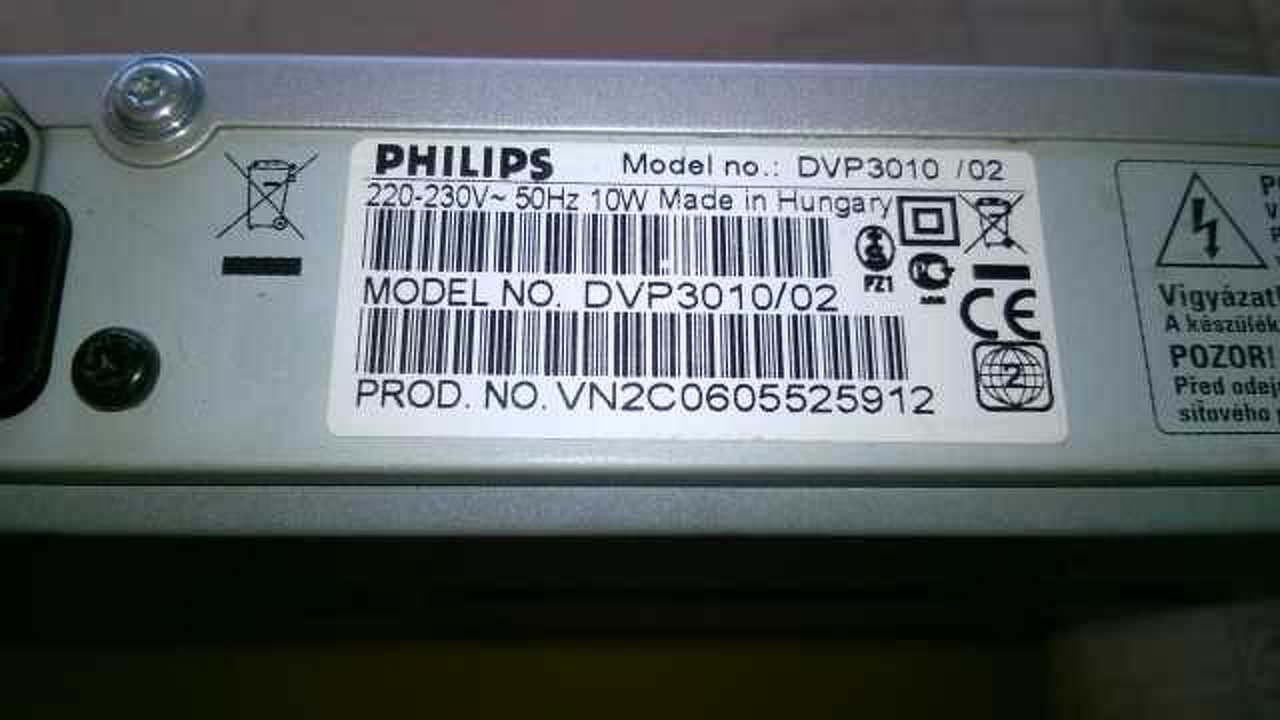 PHILIPS Model no.: DVP3010 /02
220-230V~ 50Hz 10W Made in Hungary
MODEL NO. DVP3010/02
PROD. NO. VN2C0605525912
PZ1
CE
2
Vigyázat!
A készülék
POZOR!
Před
síťového